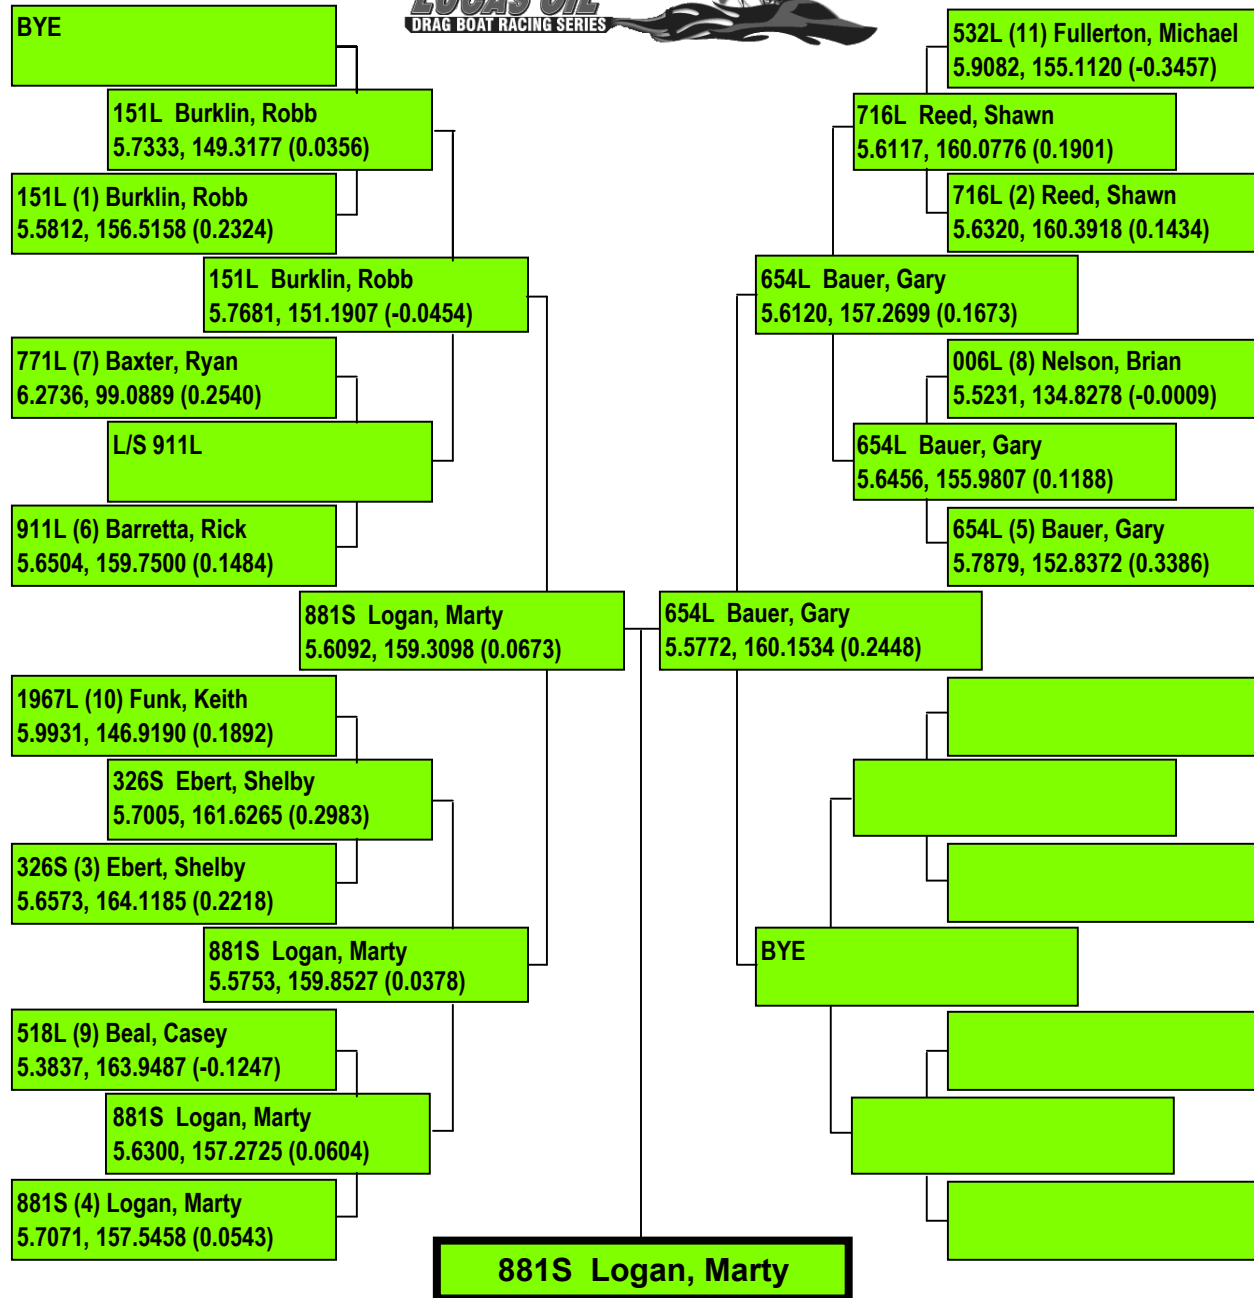 LUCAS OIL
DRAG BOAT RACING SERIES
BYE
151L Burklin, Robb
5.7333, 149.3177 (0.0356)
151L (1) Burklin, Robb
5.5812, 156.5158 (0.2324)
151L Burklin, Robb
5.7681, 151.1907 (-0.0454)
771L (7) Baxter, Ryan
6.2736, 99.0889 (0.2540)
L/S 911L
911L (6) Barretta, Rick
5.6504, 159.7500 (0.1484)
881S Logan, Marty
5.6092, 159.3098 (0.0673)
1967L (10) Funk, Keith
5.9931, 146.9190 (0.1892)
326S Ebert, Shelby
5.7005, 161.6265 (0.2983)
326S (3) Ebert, Shelby
5.6573, 164.1185 (0.2218)
881S Logan, Marty
5.5753, 159.8527 (0.0378)
518L (9) Beal, Casey
5.3837, 163.9487 (-0.1247)
881S Logan, Marty
5.6300, 157.2725 (0.0604)
881S (4) Logan, Marty
5.7071, 157.5458 (0.0543)
532L (11) Fullerton, Michael
5.9082, 155.1120 (-0.3457)
716L Reed, Shawn
5.6117, 160.0776 (0.1901)
716L (2) Reed, Shawn
5.6320, 160.3918 (0.1434)
654L Bauer, Gary
5.6120, 157.2699 (0.1673)
006L (8) Nelson, Brian
5.5231, 134.8278 (-0.0009)
654L Bauer, Gary
5.6456, 155.9807 (0.1188)
654L (5) Bauer, Gary
5.7879, 152.8372 (0.3386)
654L Bauer, Gary
5.5772, 160.1534 (0.2448)
BYE
881S Logan, Marty